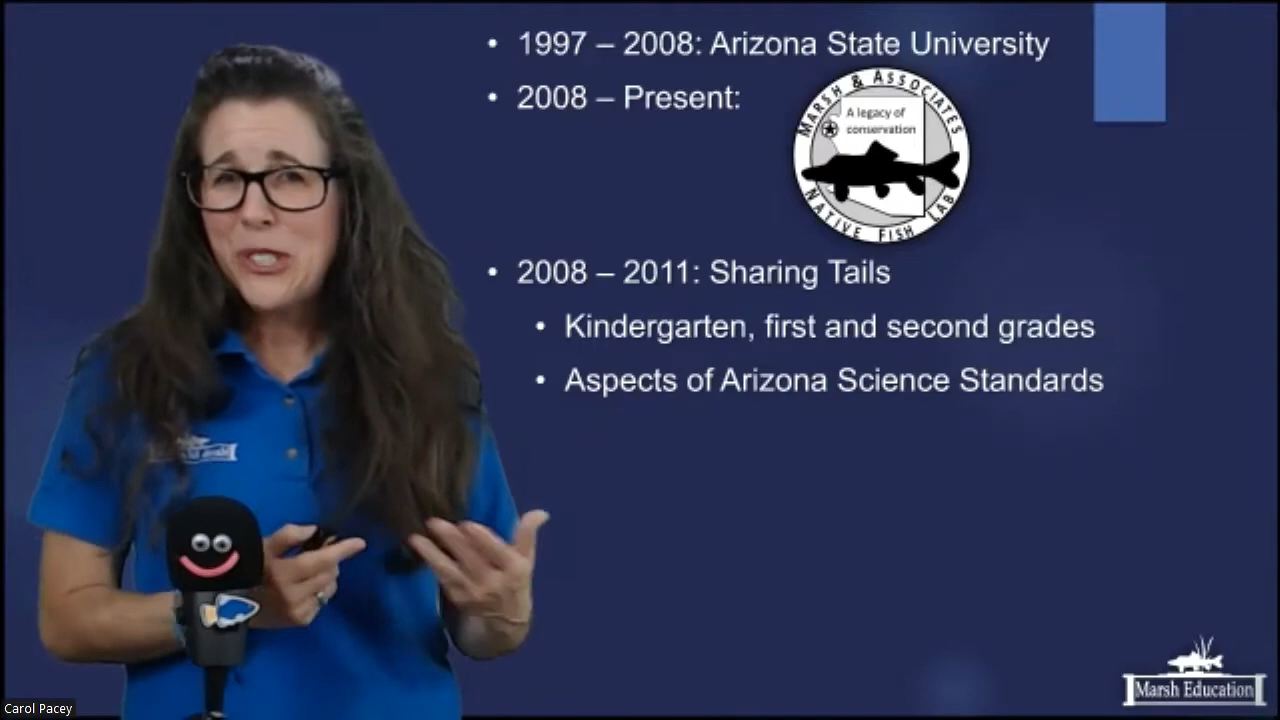 • 1997 – 2008: Arizona State University
• 2008 – Present:
MARSH & ASSOCIATES
A legacy of
conservation
NATIVE FISH LAB
• 2008 – 2011: Sharing Tails
• Kindergarten, first and second grades
• Aspects of Arizona Science Standards
Marsh Education
Carol Pacey